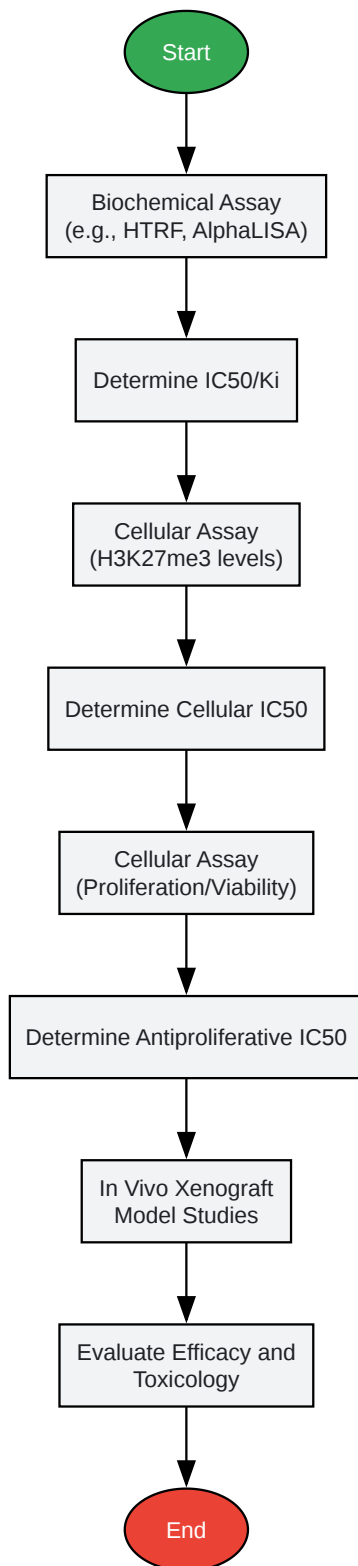 Start
Biochemical Assay
(e.g., HTRF, AlphaLISA)
Determine IC50/Ki
Cellular Assay
(H3K27me3 levels)
Determine Cellular IC50
Cellular Assay
(Proliferation/Viability)
Determine Antiproliferative IC50
In Vivo Xenograft
Model Studies
Evaluate Efficacy and
Toxicology
End